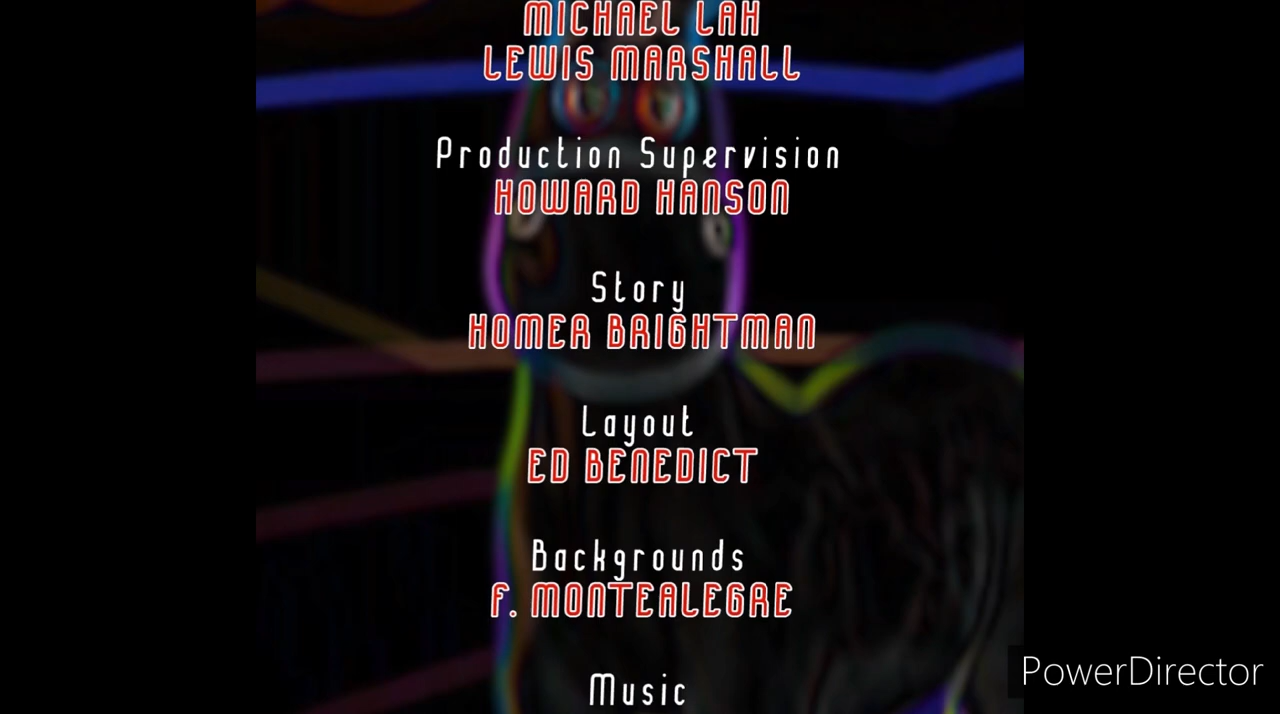 MICHAEL LAH
LEWIS MARSHALL
Production Supervision
HOWARD HANSON
Story
HOMER BRIGHTMAN
Layout
ED BENEDICT
Backgrounds
F. MONTEALEGRE
Music
PowerDirector